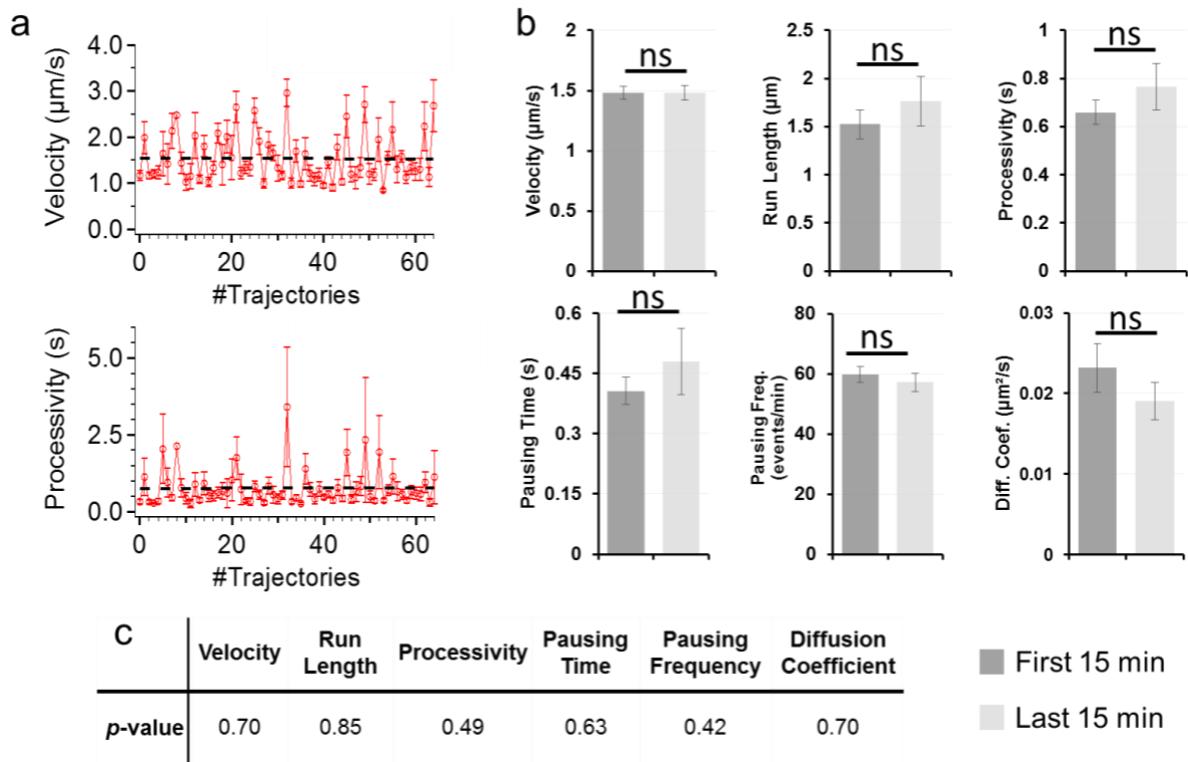 a
Velocity (µm/s)
4.0
3.0
2.0
1.0
0.0
0 20 40 60
#Trajectories
Processivity (s)
5.0
2.5
0.0
0 20 40 60
#Trajectories
b
Velocity (µm/s)
2
1.5
1
0.5
0
ns
Run Length (µm)
2.5
2
1.5
1
0.5
0
ns
Processivity (s)
1
0.8
0.6
0.4
0.2
0
ns
Pausing Time (s)
0.6
0.45
0.3
0.15
0
ns
Pausing Freq.
(events/min)
80
60
40
20
0
ns
Diff. Coef. (µm²/s)
0.03
0.02
0.01
0
ns
c
Velocity Run Length Processivity Pausing Time Pausing Frequency Diffusion Coefficient
p-value 0.70 0.85 0.49 0.63 0.42 0.70
First 15 min
Last 15 min